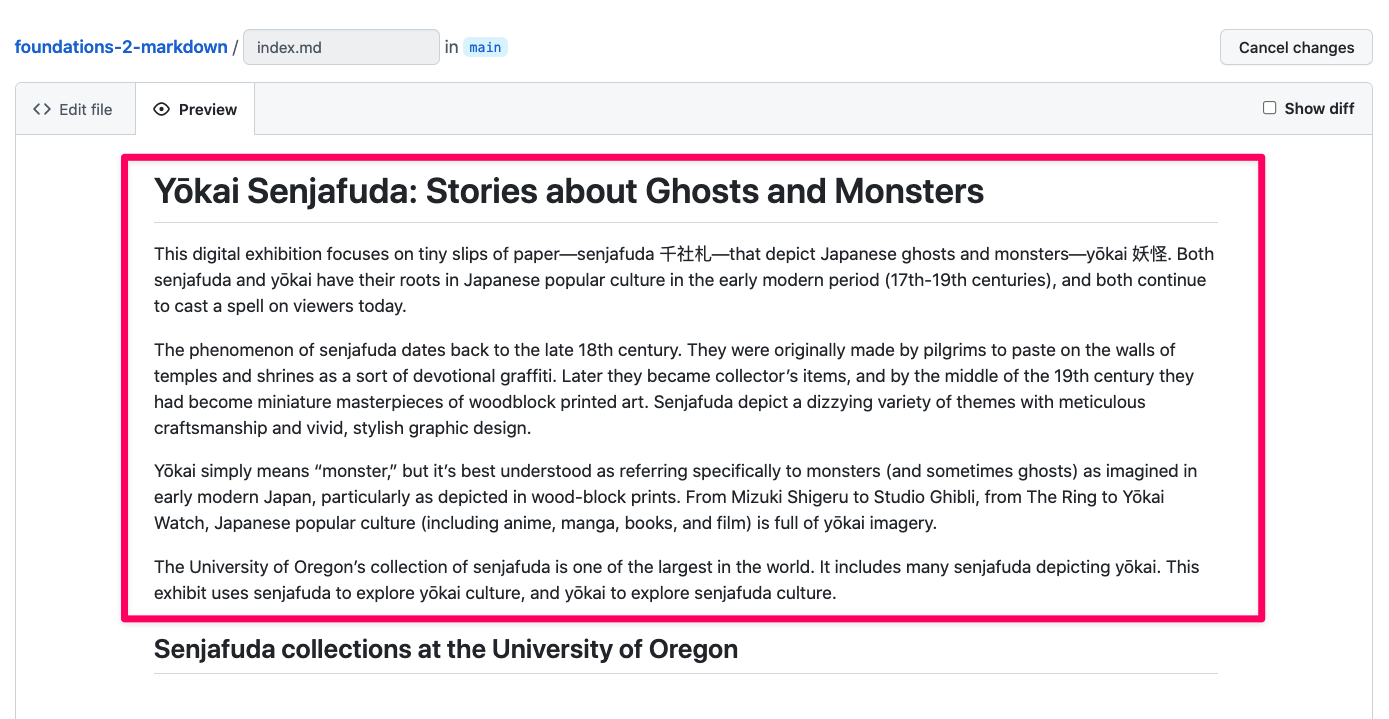 foundations-2-markdown / index.md in main
Cancel changes
Edit file
Preview
Show diff
Yōkai Senjafuda: Stories about Ghosts and Monsters
This digital exhibition focuses on tiny slips of paper—senjafuda 千社札—that depict Japanese ghosts and monsters—yōkai 妖怪. Both
senjafuda and yōkai have their roots in Japanese popular culture in the early modern period (17th-19th centuries), and both continue
to cast a spell on viewers today.
The phenomenon of senjafuda dates back to the late 18th century. They were originally made by pilgrims to paste on the walls of
temples and shrines as a sort of devotional graffiti. Later they became collector’s items, and by the middle of the 19th century they
had become miniature masterpieces of woodblock printed art. Senjafuda depict a dizzying variety of themes with meticulous
craftsmanship and vivid, stylish graphic design.
Yōkai simply means “monster,” but it’s best understood as referring specifically to monsters (and sometimes ghosts) as imagined in
early modern Japan, particularly as depicted in wood-block prints. From Mizuki Shigeru to Studio Ghibli, from The Ring to Yōkai
Watch, Japanese popular culture (including anime, manga, books, and film) is full of yōkai imagery.
The University of Oregon’s collection of senjafuda is one of the largest in the world. It includes many senjafuda depicting yōkai. This
exhibit uses senjafuda to explore yōkai culture, and yōkai to explore senjafuda culture.
Senjafuda collections at the University of Oregon